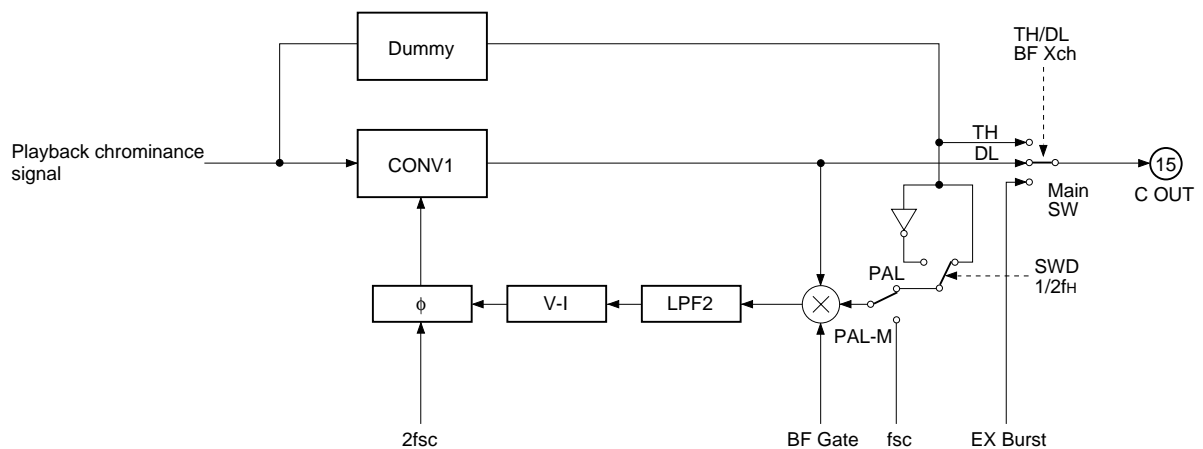 Dummy
TH/DL
BF Xch
Playback chrominance
signal
CONV1
TH
DL
15
C OUT
Main
SW
PAL
SWD
1/2fH
ϕ
V-I
LPF2
PAL-M
2fsc
BF Gate
fsc
EX Burst